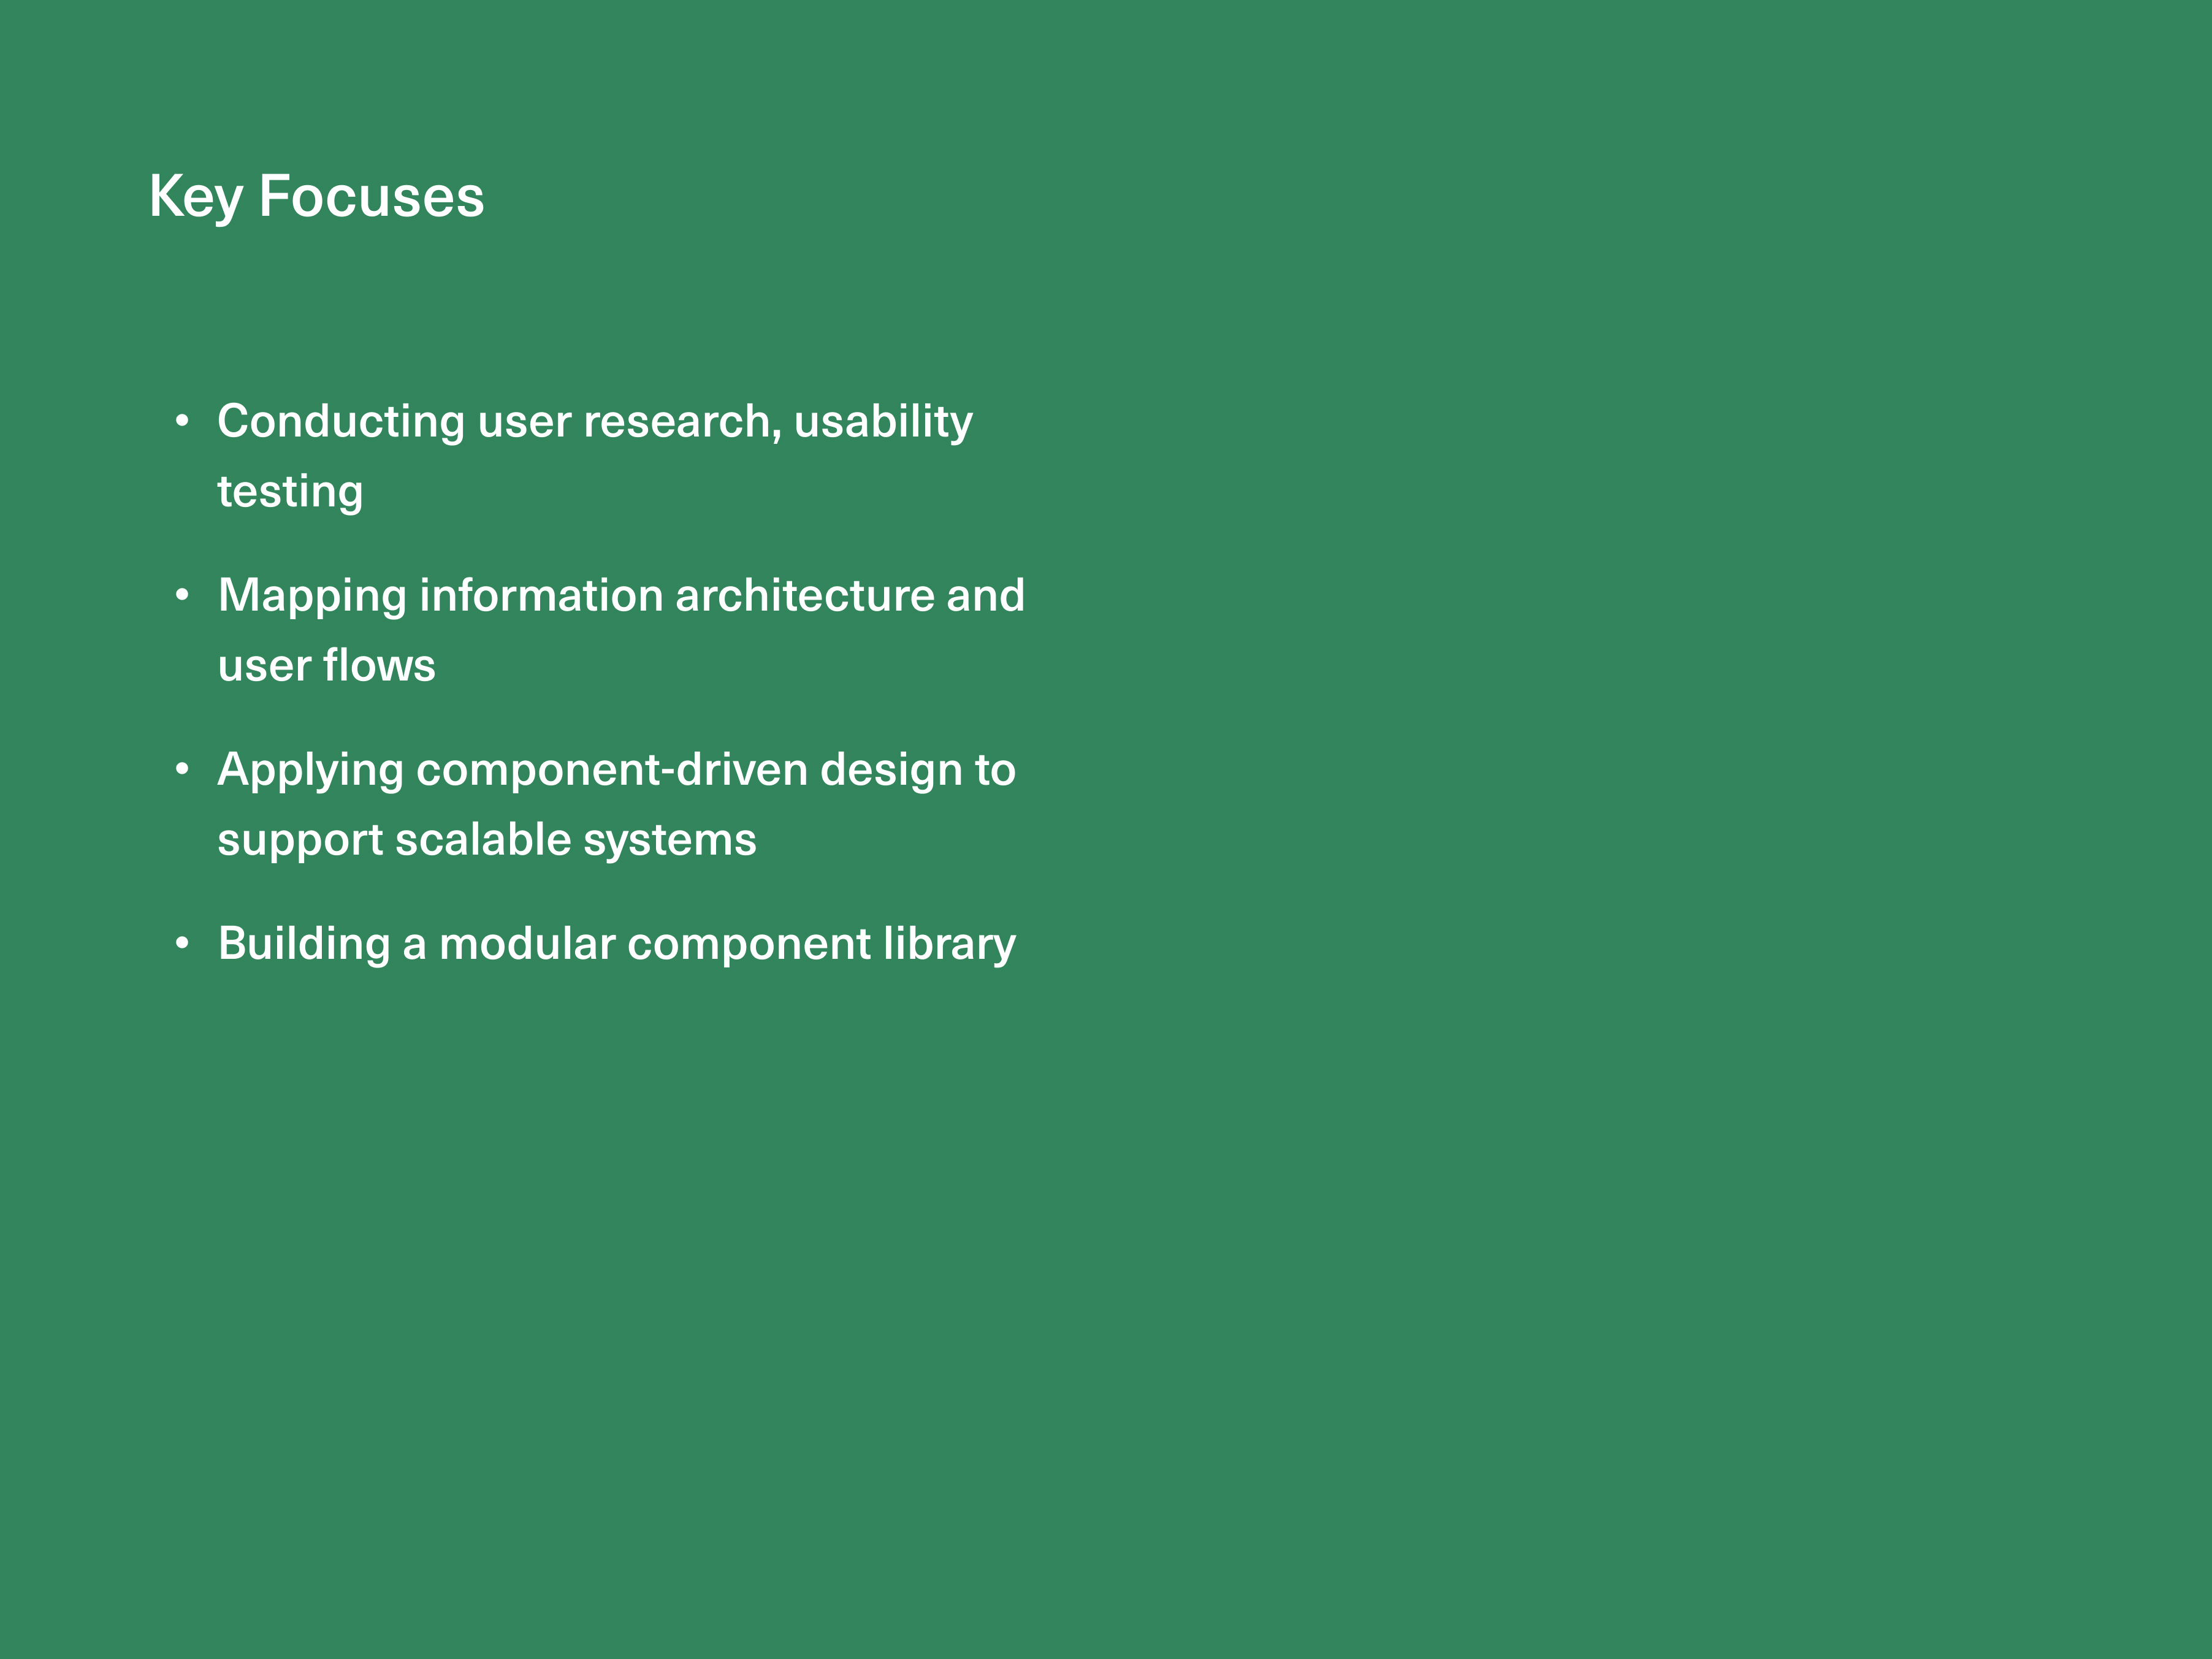 Key Focuses
• Conducting user research, usability
testing
• Mapping information architecture and
user flows
• Applying component-driven design to
support scalable systems
• Building a modular component library